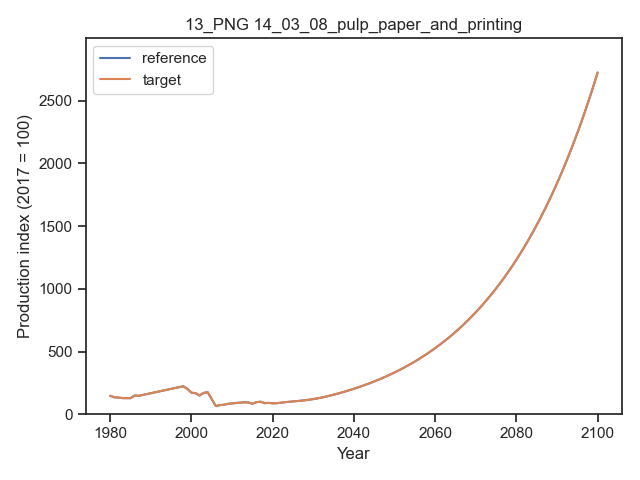 13_PNG 14_03_08_pulp_paper_and_printing
reference
target
Production index (2017 = 100)
2500
2000
1500
1000
500
0
1980
2000
2020
2040
2060
2080
2100
Year